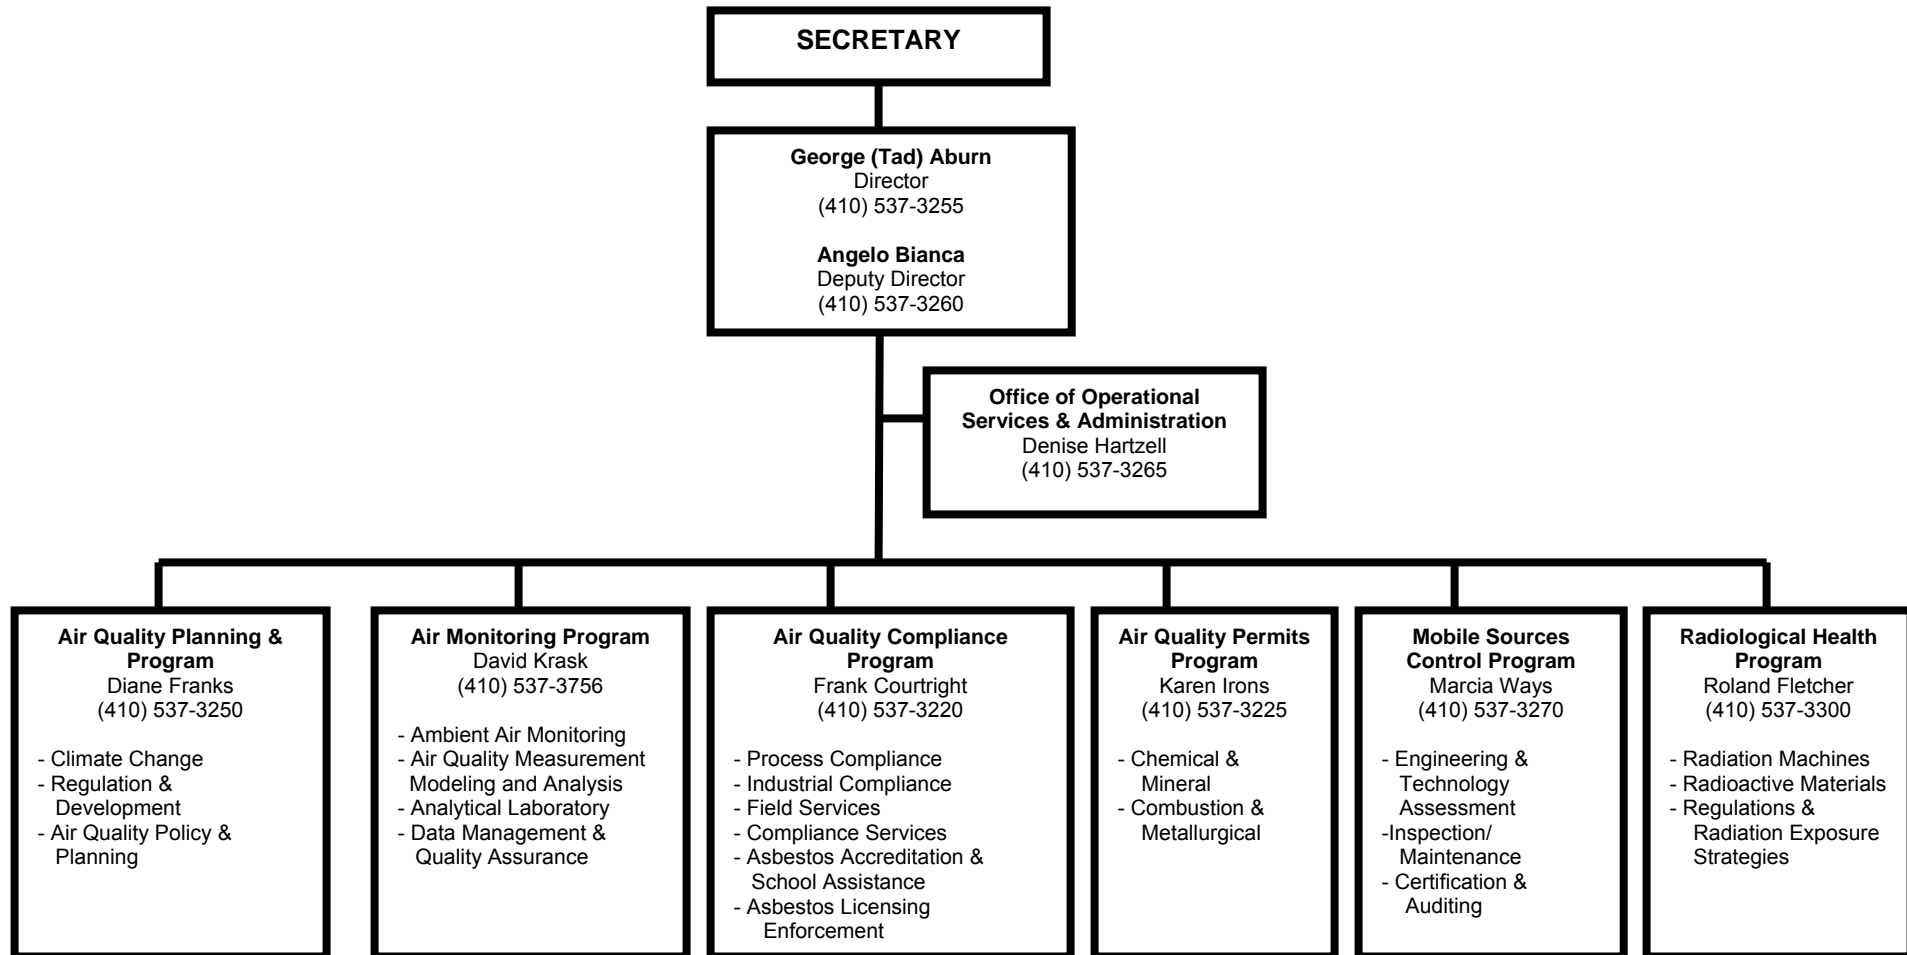 SECRETARY
George (Tad) Aburn
Director
(410) 537-3255
Angelo Bianca
Deputy Director
(410) 537-3260
Office of Operational
Services & Administration
Denise Hartzell
(410) 537-3265
Air Quality Planning &
Program
Diane Franks
(410) 537-3250
- Climate Change
- Regulation &
Development
- Air Quality Policy &
Planning
Air Monitoring Program
David Krask
(410) 537-3756
- Ambient Air Monitoring
- Air Quality Measurement
Modeling and Analysis
- Analytical Laboratory
- Data Management &
Quality Assurance
Air Quality Compliance
Program
Frank Courtright
(410) 537-3220
- Process Compliance
- Industrial Compliance
- Field Services
- Compliance Services
- Asbestos Accreditation &
School Assistance
- Asbestos Licensing
Enforcement
Air Quality Permits
Program
Karen Irons
(410) 537-3225
- Chemical &
Mineral
- Combustion &
Metallurgical
Mobile Sources
Control Program
Marcia Ways
(410) 537-3270
- Engineering &
Technology
Assessment
-Inspection/
Maintenance
- Certification &
Auditing
Radiological Health
Program
Roland Fletcher
(410) 537-3300
- Radiation Machines
- Radioactive Materials
- Regulations &
Radiation Exposure
Strategies